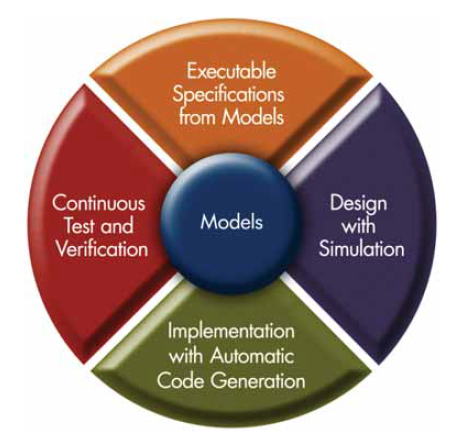 Executable
Specifications
from Models
Continuous
Test and
Verification
Models
Design
with
Simulation
Implementation
with Automatic
Code Generation